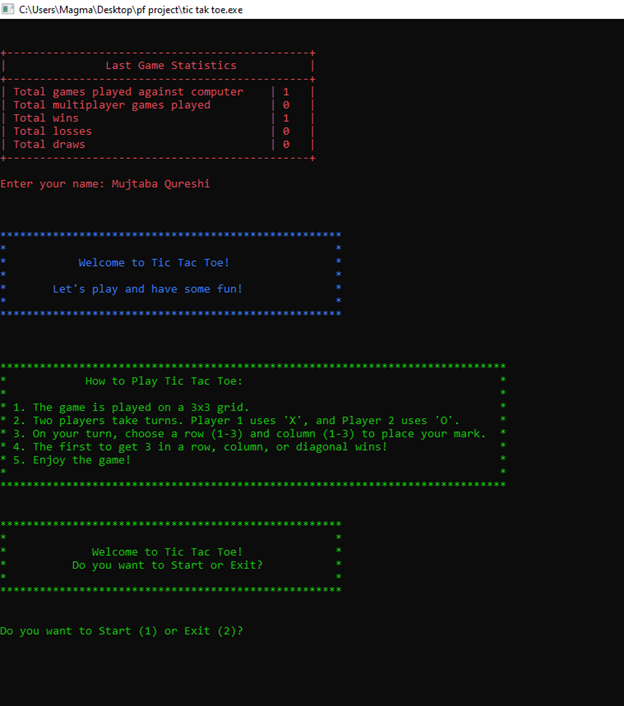 C:\Users\Magma\Desktop\pf project\tic tak toe.exe
+----------------------------------------------+
|               Last Game Statistics           |
+----------------------------------------------+
| Total games played against computer    | 1   |
| Total multiplayer games played         | 0   |
| Total wins                             | 1   |
| Total losses                           | 0   |
| Total draws                            | 0   |
+----------------------------------------------+
Enter your name: Mujtaba Qureshi
****************************************************
*                                                  *
*           Welcome to Tic Tac Toe!                *
*                                                  *
*       Let's play and have some fun!              *
*                                                  *
****************************************************
*****************************************************************************
*            How to Play Tic Tac Toe:                                       *
*                                                                           *
* 1. The game is played on a 3x3 grid.                                      *
* 2. Two players take turns. Player 1 uses 'X', and Player 2 uses 'O'.      *
* 3. On your turn, choose a row (1-3) and column (1-3) to place your mark.  *
* 4. The first to get 3 in a row, column, or diagonal wins!                 *
* 5. Enjoy the game!                                                        *
*                                                                           *
*****************************************************************************
****************************************************
*                                                  *
*             Welcome to Tic Tac Toe!              *
*          Do you want to Start or Exit?           *
*                                                  *
****************************************************
Do you want to Start (1) or Exit (2)?